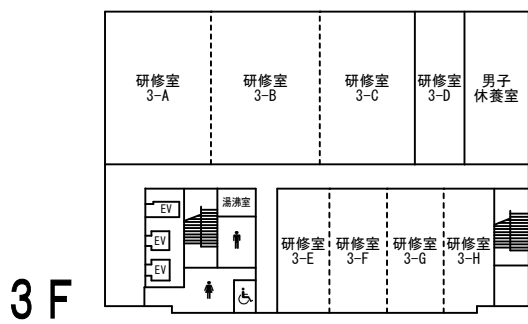 研修室
3-A
研修室
3-B
研修室
3-C
研修室
3-D
男子
休養室
EV
EV
EV
湯沸室
研修室
3-E
研修室
3-F
研修室
3-G
研修室
3-H
3F